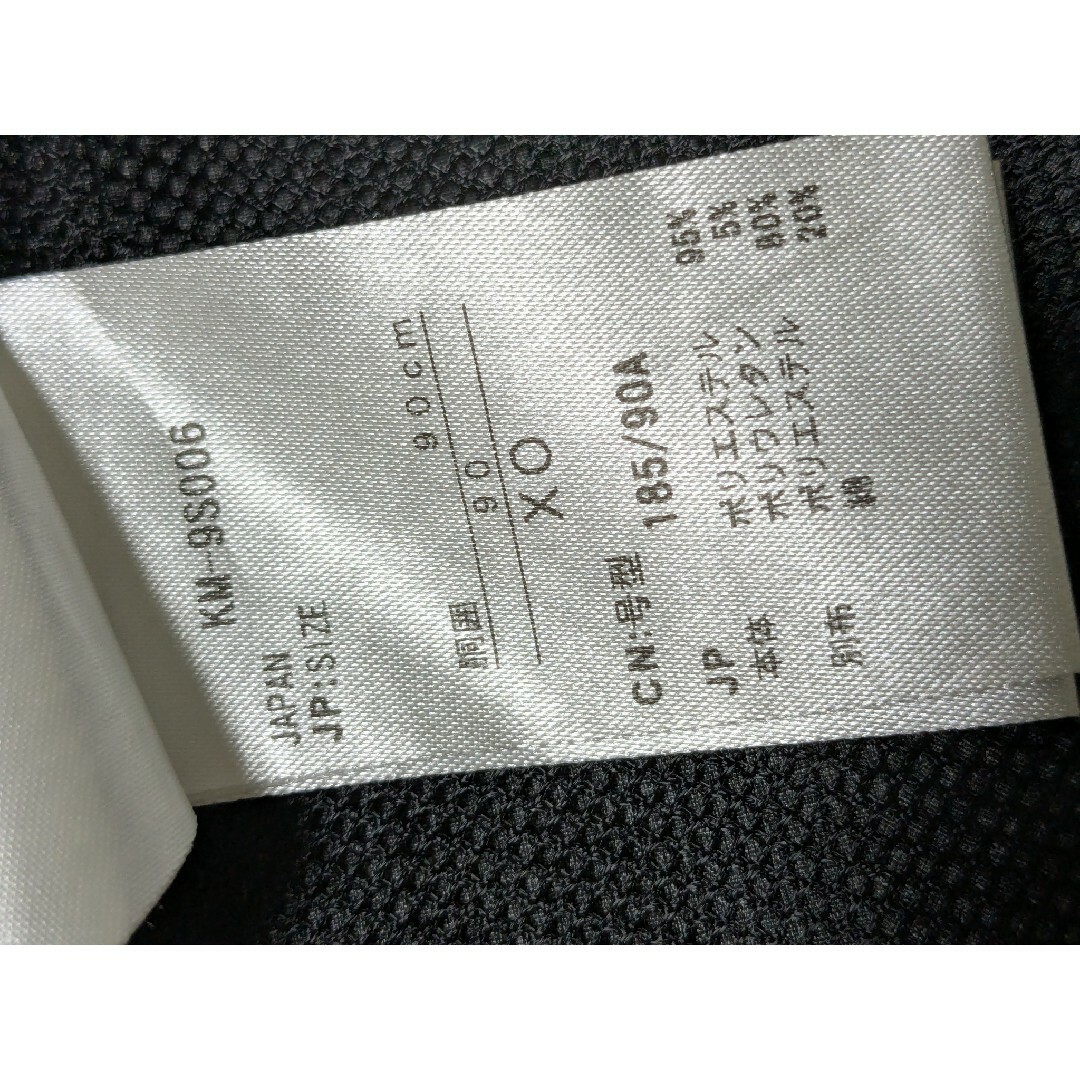 KM-9S006
JAPAN
JP:SIZE
胴囲 90cm
90
XO
CN:号型 185/90A
JP
本体 ポリエステル 95%
ポリウレタン 5%
別布 ポリエステル 80%
綿 20%